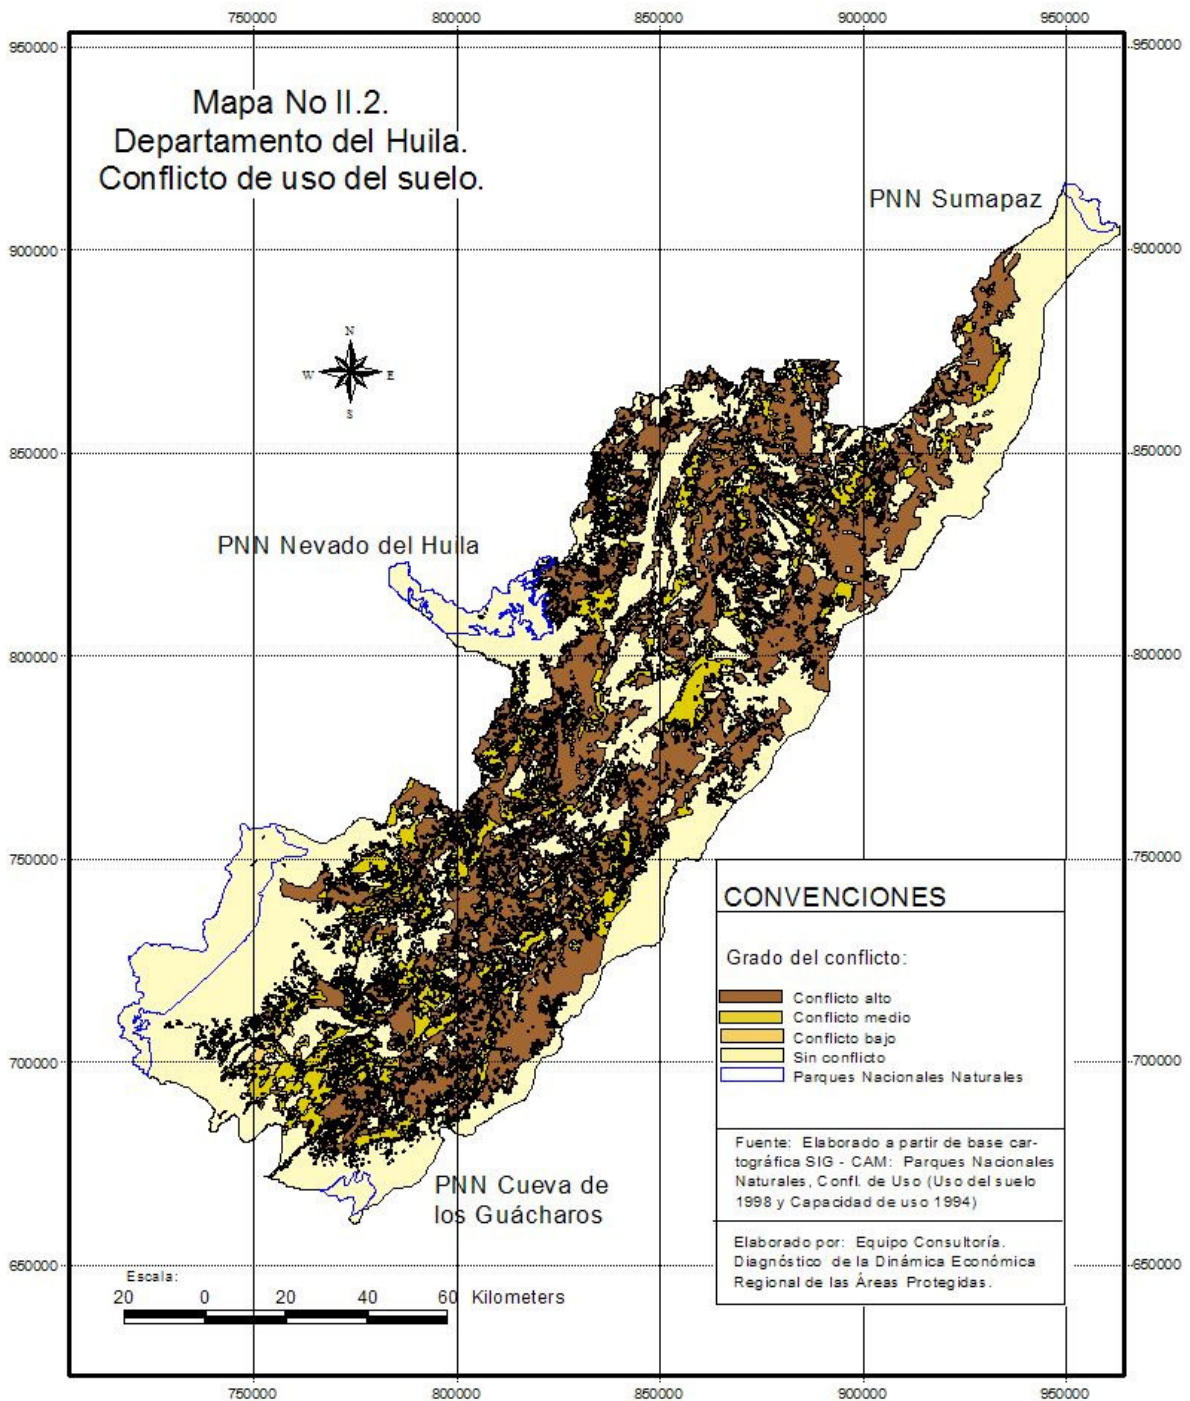 750000 800000 850000 900000 950000
950000 950000
Mapa No II.2.
Departamento del Huila.
Conflicto de uso del suelo.
PNN Sumapaz
900000 900000
N
W E
S
850000 850000
PNN Nevado del Huila
800000 800000
750000 750000
CONVENCIONES
Grado del conflicto:
Conflicto alto
Conflicto medio
Conflicto bajo
Sin conflicto
Parques Nacionales Naturales
700000 700000
Fuente: Elaborado a partir de base car-
tográfica SIG - CAM: Parques Nacionales
Naturales, Confl. de Uso (Uso del suelo
1998 y Capacidad de uso 1994)
PNN Cueva de
los Guácharos
Elaborado por: Equipo Consultoría.
Diagnóstico de la Dinámica Económica
Regional de las Áreas Protegidas.
650000 650000
Escala:
20 0 20 40 60 Kilometers
750000 800000 850000 900000 950000